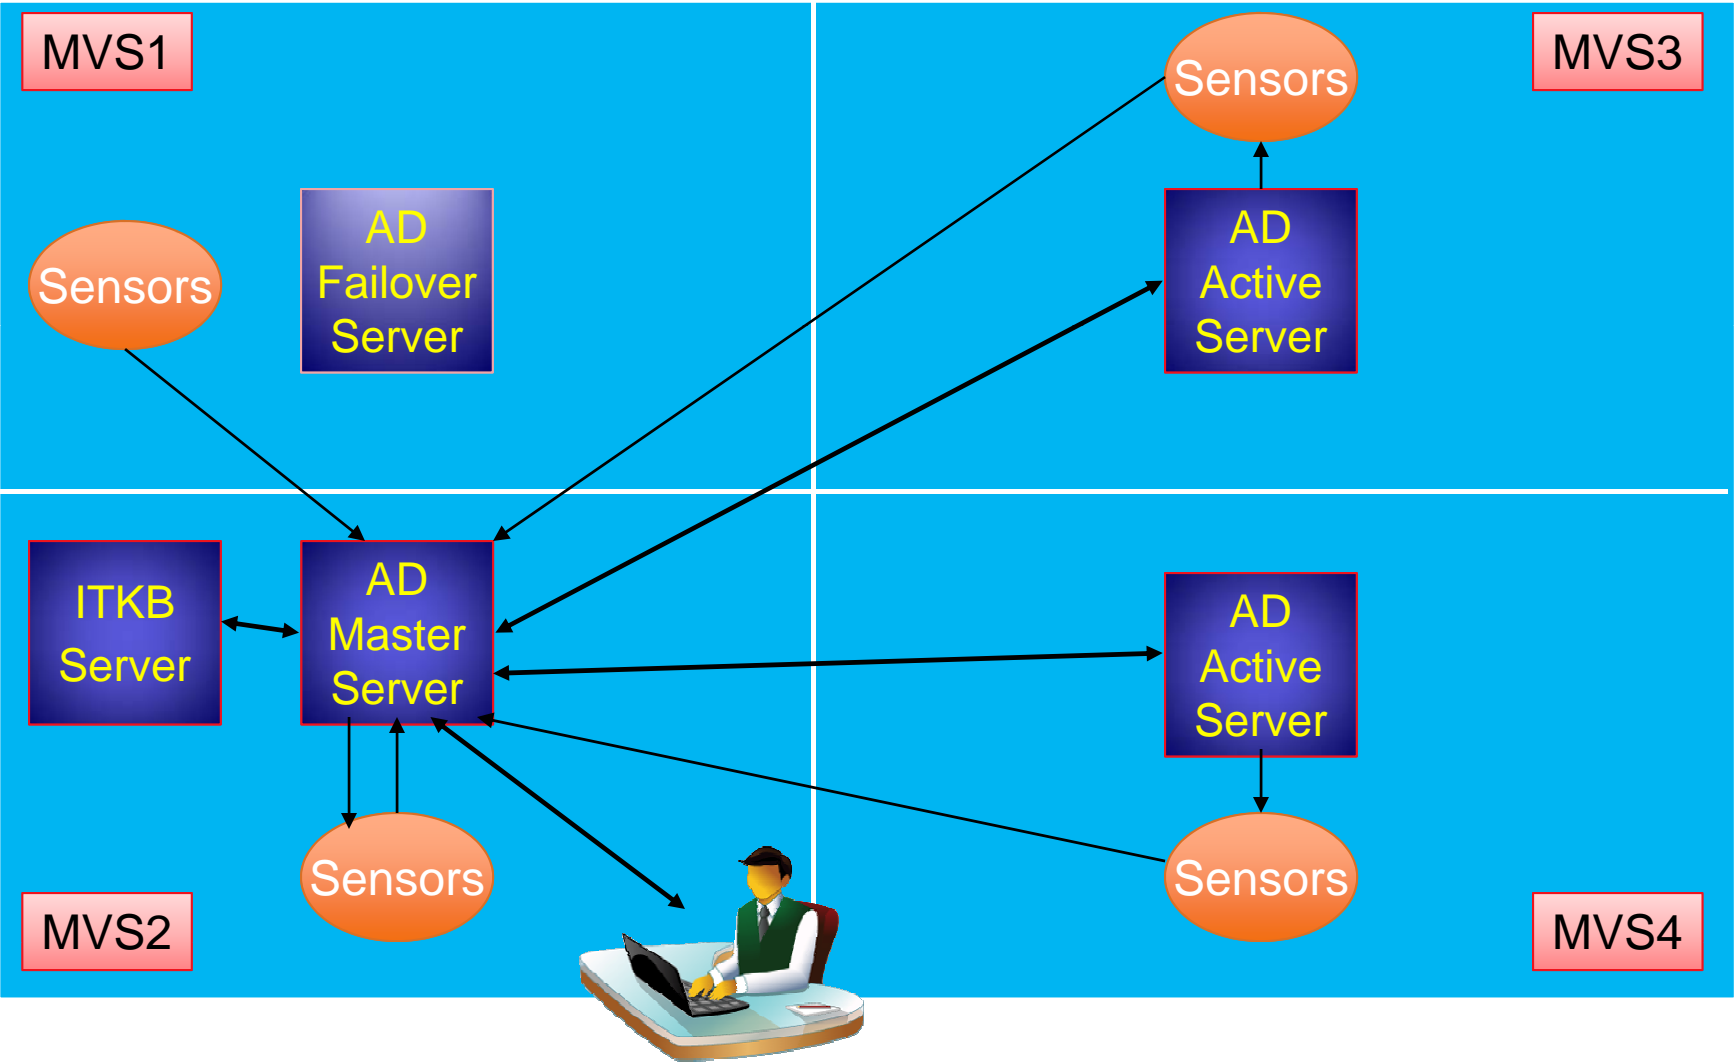 MVS1
MVS3
Sensors
Sensors
AD
Failover
Server
AD
Active
Server
ITKB
Server
AD
Master
Server
AD
Active
Server
Sensors
Sensors
MVS2
MVS4